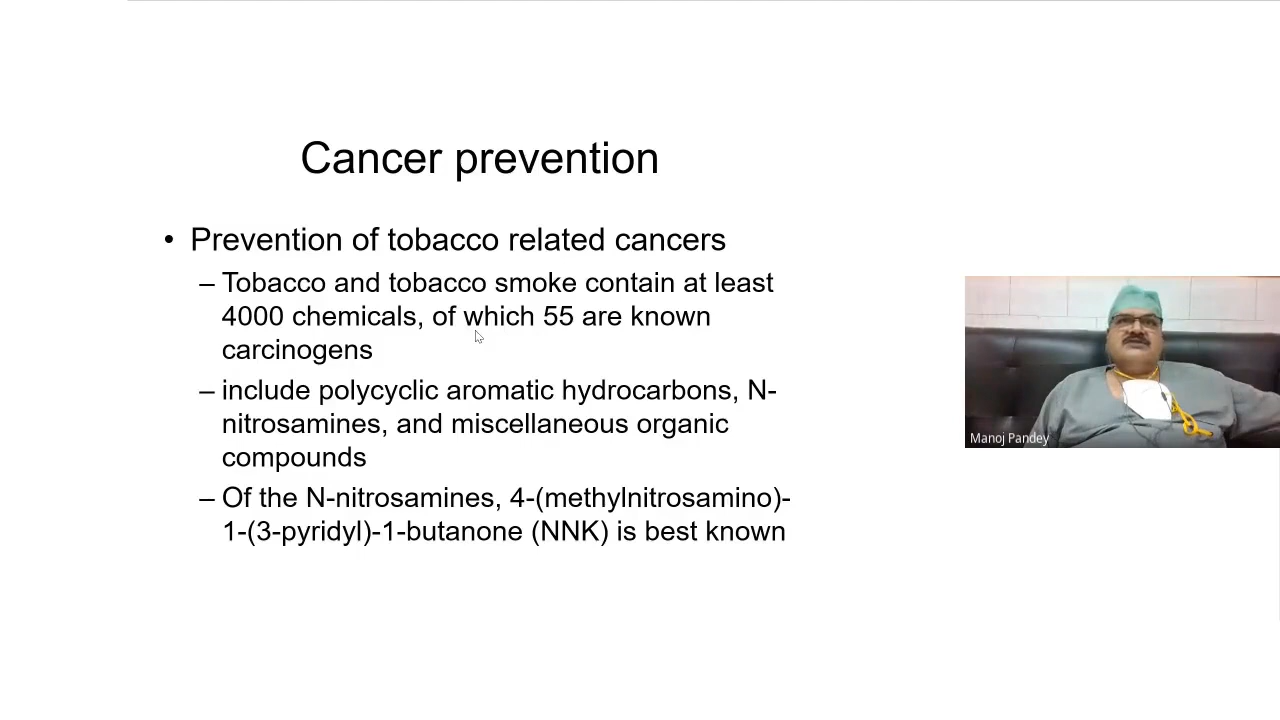 Cancer prevention
• Prevention of tobacco related cancers
– Tobacco and tobacco smoke contain at least
4000 chemicals, of which 55 are known
carcinogens
– include polycyclic aromatic hydrocarbons, N-
nitrosamines, and miscellaneous organic
compounds
– Of the N-nitrosamines, 4-(methylnitrosamino)-
1-(3-pyridyl)-1-butanone (NNK) is best known
Manoj Pandey